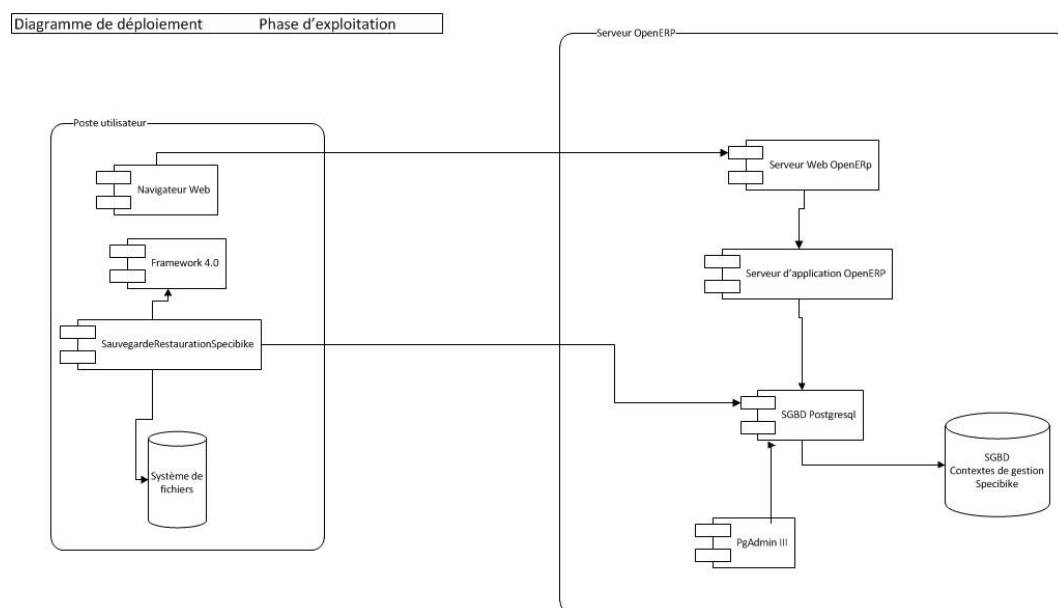 Diagramme de déploiement Phase d'exploitation
Serveur OpenERP
Poste utilisateur
Navigateur Web
Serveur Web OpenERp
Framework 4.0
Serveur d'application OpenERP
SauvegardeRestaurationSpecibike
SGBD Postgresql
Système de
fichiers
SGBD
Contextes de gestion
Specibike
PgAdmin III